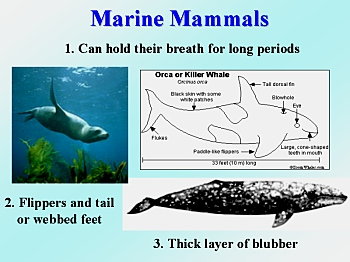 Marine Mammals
1. Can hold their breath for long periods
Orca or Killer Whale
Orcinus orca
Tail dorsal fin
Black skin with some
white patches
Blowhole
Eye
Flukes
Paddle-like flippers
Large, cone-shaped
teeth in mouth
33 feet (10 m) long
2. Flippers and tail
or webbed feet
3. Thick layer of blubber